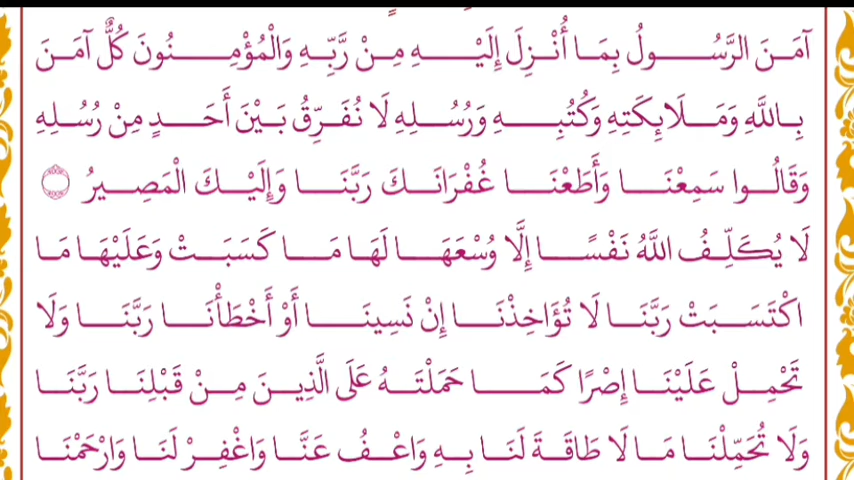 آمَنَ الرَّسُولُ بِمَا أُنْزِلَ إِلَيْهِ مِنْ رَّبِّهِ وَالْمُؤْمِنُونَ كُلٌّ آمَنَ
بِاللَّهِ وَمَلَائِكَتِهِ وَكُتُبِهِ وَرُسُلِهِ لَا نُفَرِّقُ بَيْنَ أَحَدٍ مِنْ رُسُلِهِ
وَقَالُوا سَمِعْنَا وَأَطَعْنَا غُفْرَانَكَ رَبَّنَا وَإِلَيْكَ الْمَصِيرُ ۝
لَا يُكَلِّفُ اللَّهُ نَفْسًا إِلَّا وُسْعَهَا لَهَا مَا كَسَبَتْ وَعَلَيْهَا مَا
اكْتَسَبَتْ رَبَّنَا لَا تُؤَاخِذْنَا إِنْ نَسِينَا أَوْ أَخْطَأْنَا رَبَّنَا وَلَا
تَحْمِلْ عَلَيْنَا إِصْرًا كَمَا حَمَلْتَهُ عَلَى الَّذِينَ مِنْ قَبْلِنَا رَبَّنَا
وَلَا تُحَمِّلْنَا مَا لَا طَاقَةَ لَنَا بِهِ وَاعْفُ عَنَّا وَاغْفِرْ لَنَا وَارْحَمْنَا